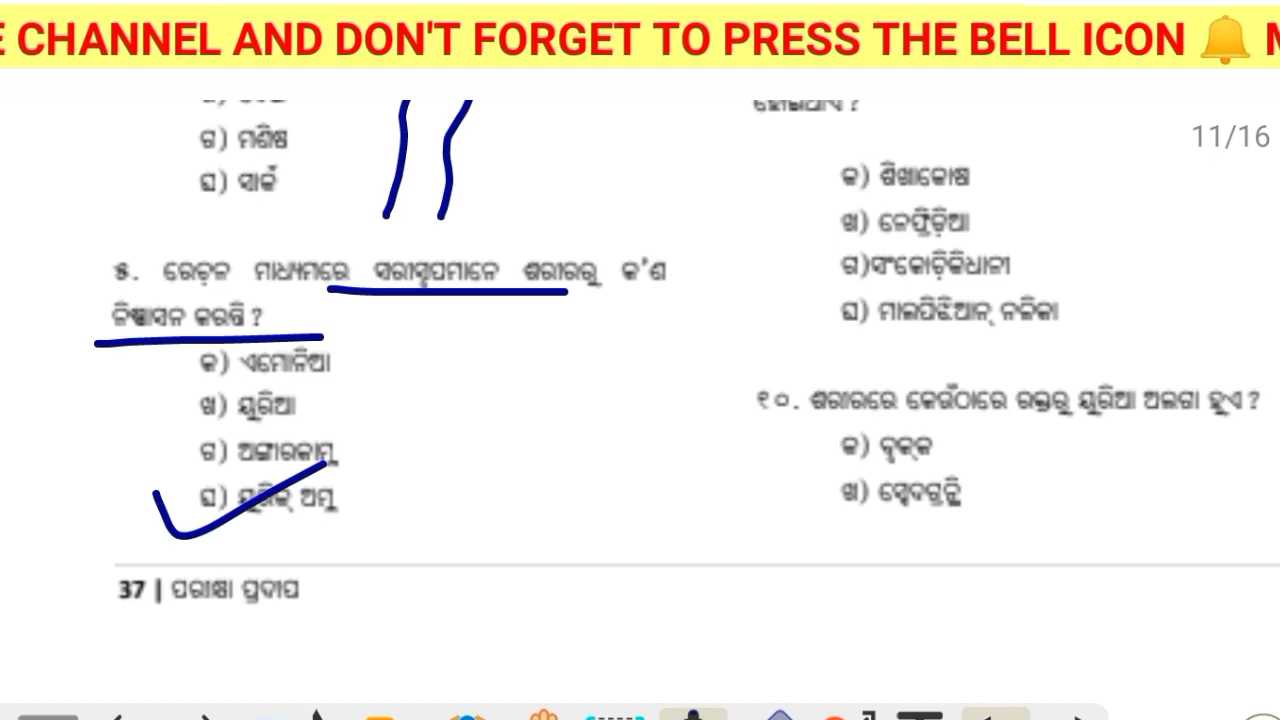 E CHANNEL AND DON'T FORGET TO PRESS THE BELL ICON 🔔 M
11/16
ଗ) ମଣିଷ
ଘ) ସାର୍କ
୫. ରେଚନ ମାଧ୍ୟମରେ ସରୀସୃପମାନେ ଶରୀରରୁ କ'ଣ
ନିଷ୍କାସନ କରନ୍ତି ?
କ) ଏମୋନିଆ
ଖ) ୟୁରିଆ
ଗ) ଅଙ୍ଗାରକାମ୍ଳ
ଘ) ୟୁରିକ୍ ଅମ୍ଳ
କ) ଶିଖାକୋଷ
ଖ) ନେଫ୍ରିଡ଼ିଆ
ଗ)ସଂକୋଚିକିଧାନୀ
ଘ) ମାଲପିଝିଆନ୍ ନଳିକା
୧୦. ଶରୀରରେ କେଉଁଠାରେ ରକ୍ତରୁ ୟୁରିଆ ଅଲଗା ହୁଏ ?
କ) ବୃକ୍‌କ
ଖ) ସ୍ୱେଦଗ୍ରନ୍ଥି
37 | ପରୀକ୍ଷା ପ୍ରଦୀପ